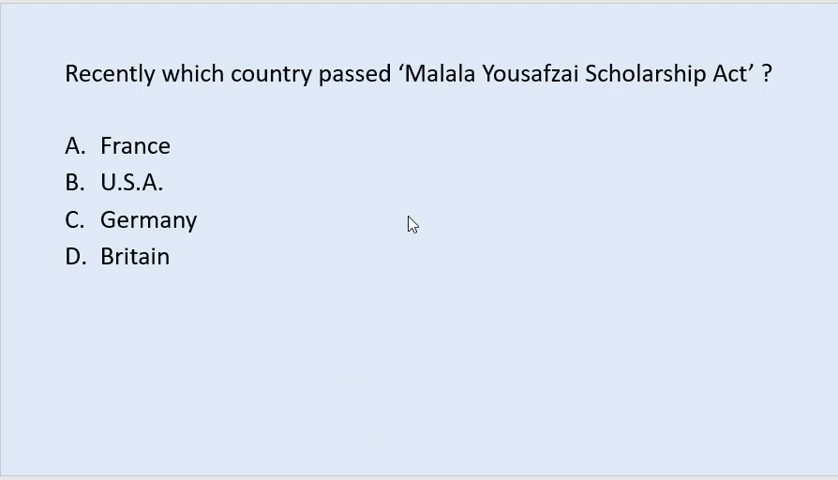 Recently which country passed ‘Malala Yousafzai Scholarship Act’ ?
A. France
B. U.S.A.
C. Germany
D. Britain